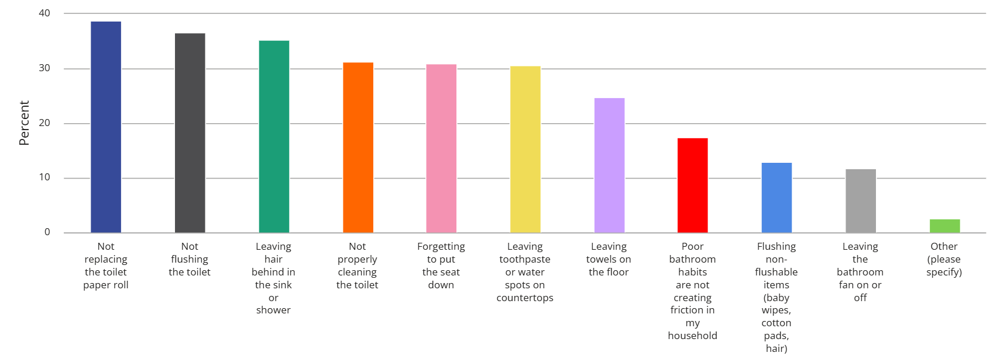 40
30
20
10
0
Percent
Not
replacing
the toilet
paper roll
Not
flushing
the toilet
Leaving
hair
behind in
the sink
or
shower
Not
properly
cleaning
the toilet
Forgetting
to put
the seat
down
Leaving
toothpaste
or water
spots on
countertops
Leaving
towels on
the floor
Poor
bathroom
habits
are not
creating
friction in
my
household
Flushing
non-
flushable
items
(baby
wipes,
cotton
pads,
hair)
Leaving
the
bathroom
fan on or
off
Other
(please
specify)